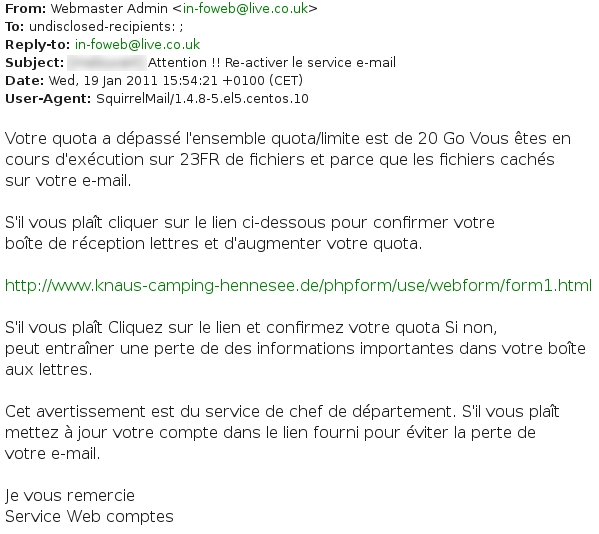 From: Webmaster Admin <in-foweb@live.co.uk>
To: undisclosed-recipients: ;
Reply-to: in-foweb@live.co.uk
Subject: Attention !! Re-activer le service e-mail
Date: Wed, 19 Jan 2011 15:54:21 +0100 (CET)
User-Agent: SquirrelMail/1.4.8-5.el5.centos.10
Votre quota a dépassé l'ensemble quota/limite est de 20 Go Vous êtes en
cours d'exécution sur 23FR de fichiers et parce que les fichiers cachés
sur votre e-mail.
S'il vous plaît cliquer sur le lien ci-dessous pour confirmer votre
boîte de réception lettres et d'augmenter votre quota.
http://www.knaus-camping-hennesee.de/phpform/use/webform/form1.html
S'il vous plaît Cliquez sur le lien et confirmez votre quota Si non,
peut entraîner une perte de des informations importantes dans votre boîte
aux lettres.
Cet avertissement est du service de chef de département. S'il vous plaît
mettez à jour votre compte dans le lien fourni pour éviter la perte de
votre e-mail.
Je vous remercie
Service Web comptes